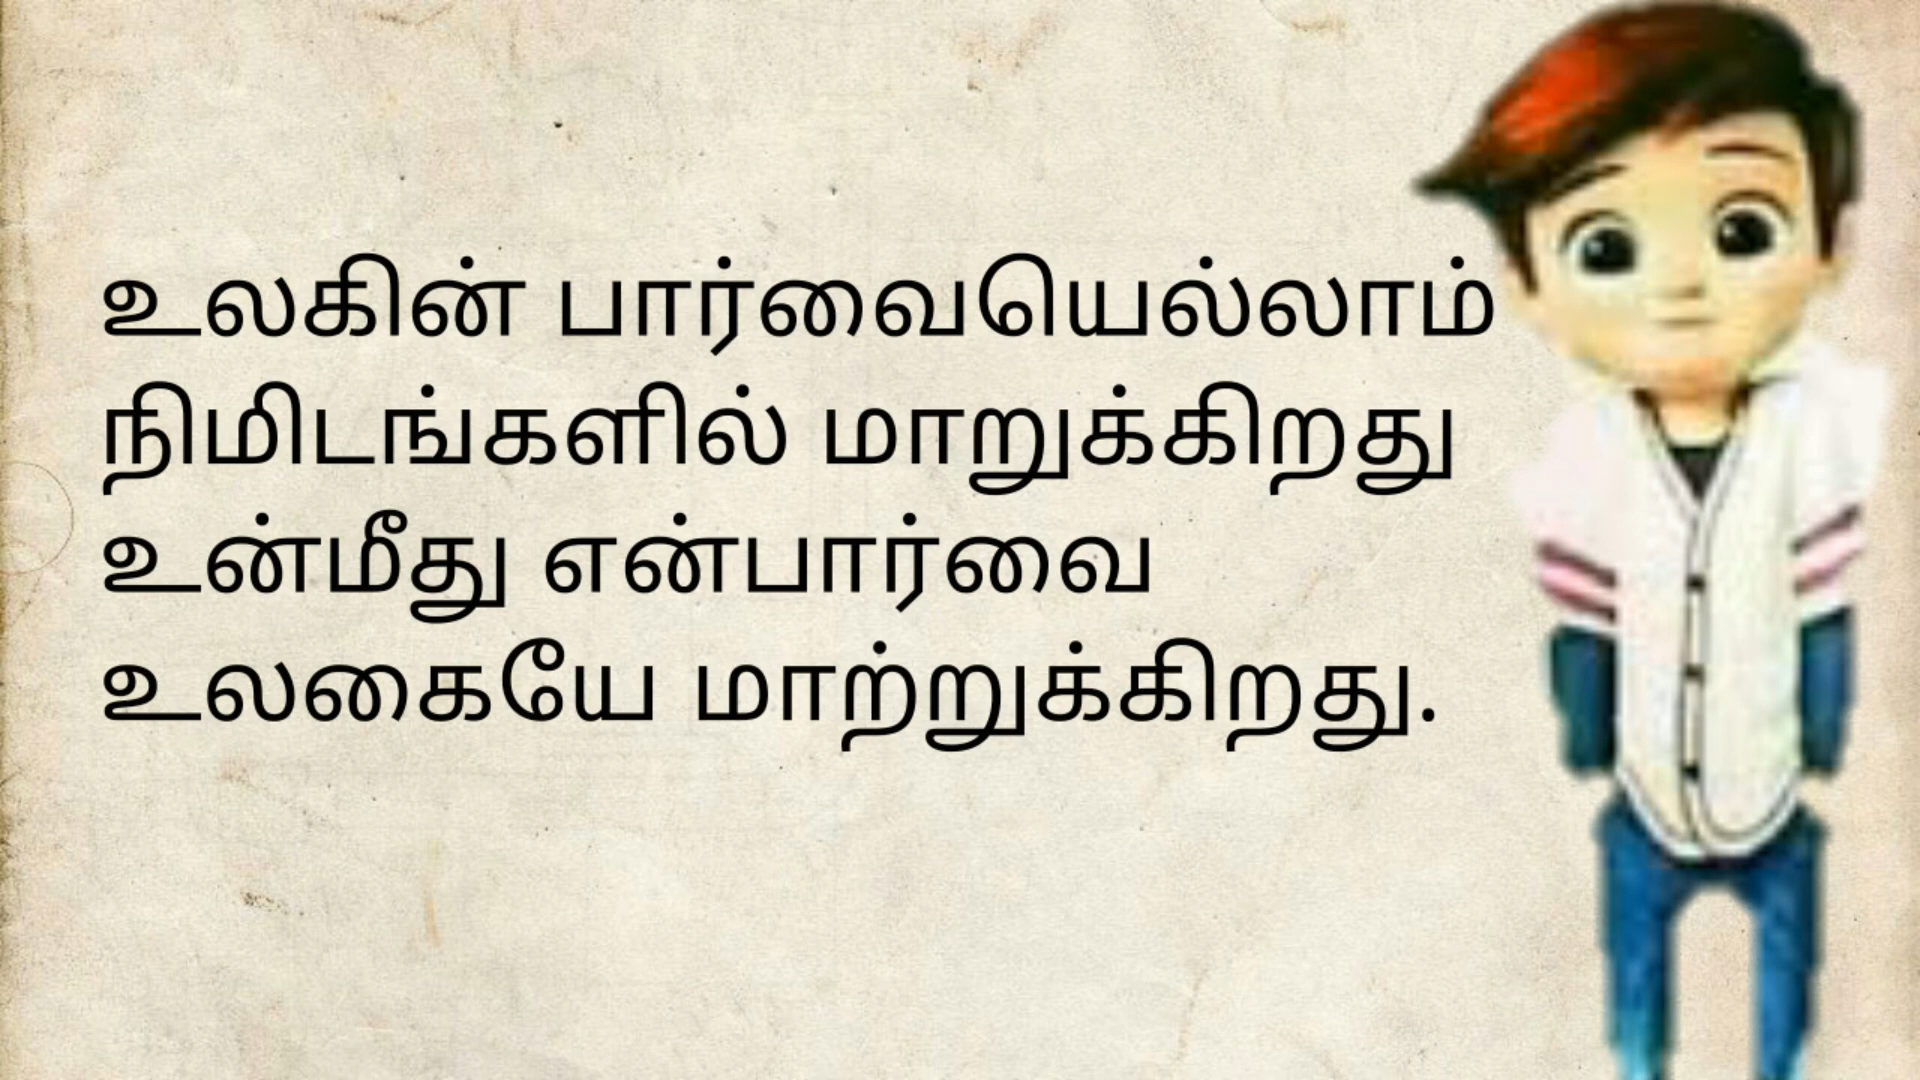 உலகின் பார்வையெல்லாம்
நிமிடங்களில் மாறுக்கிறது
உன்மீது என்பார்வை
உலகையே மாற்றுக்கிறது.